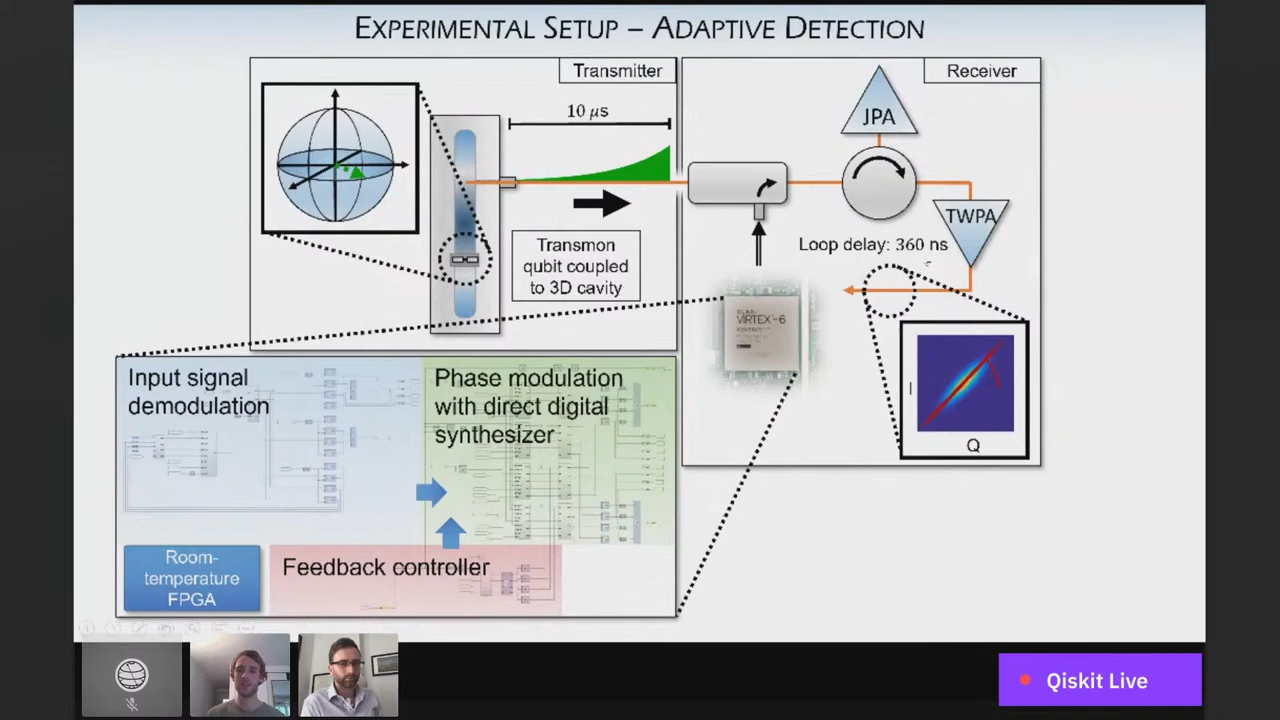 EXPERIMENTAL SETUP – ADAPTIVE DETECTION
Transmitter
Receiver
10 μs
JPA
TWPA
Transmon
qubit coupled
to 3D cavity
Loop delay: 360 ns
VIRTEX-6
I
Q
Input signal
demodulation
Phase modulation
with direct digital
synthesizer
Room-
temperature
FPGA
Feedback controller
Qiskit Live